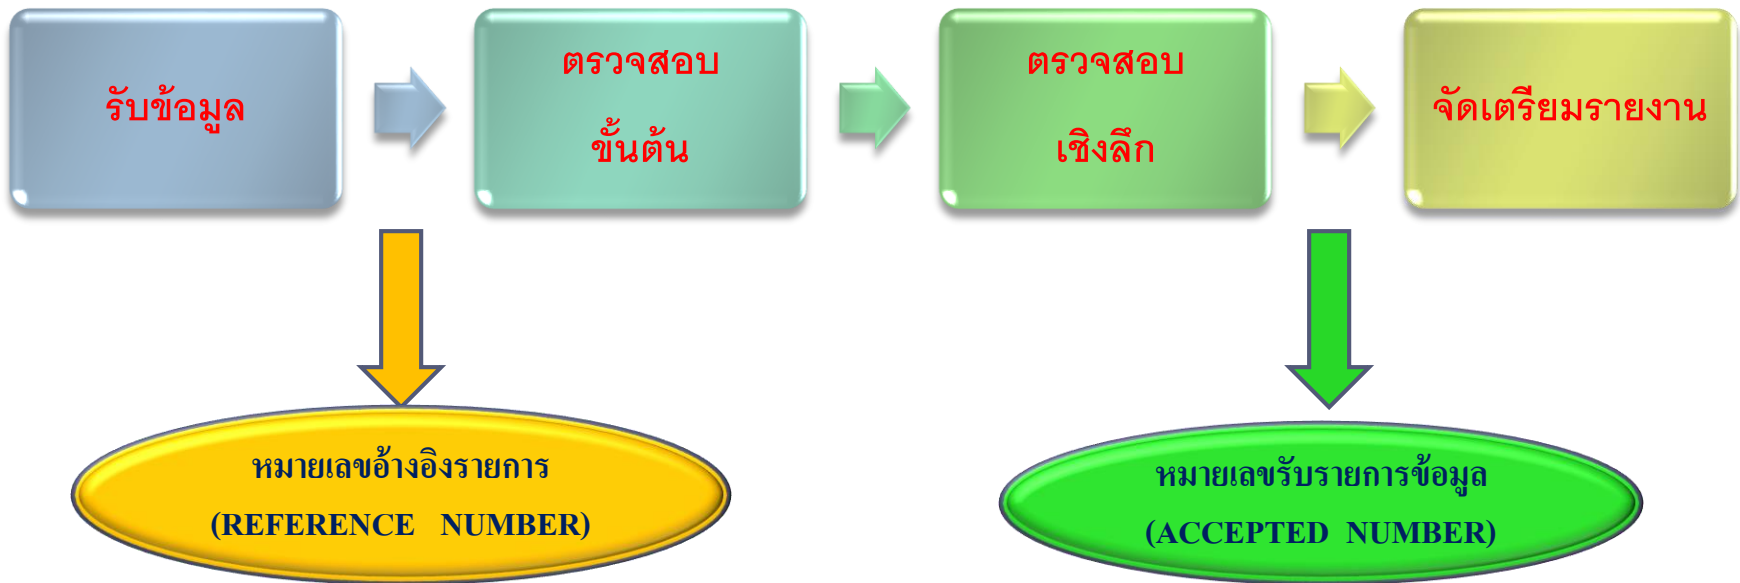 รับข้อมูล
ตรวจสอบ
ขั้นต้น
ตรวจสอบ
เชิงลึก
จัดเตรียมรายงาน
หมายเลขอ้างอิงรายการ
(REFERENCE NUMBER)
หมายเลขรับรายการข้อมูล
(ACCEPTED NUMBER)